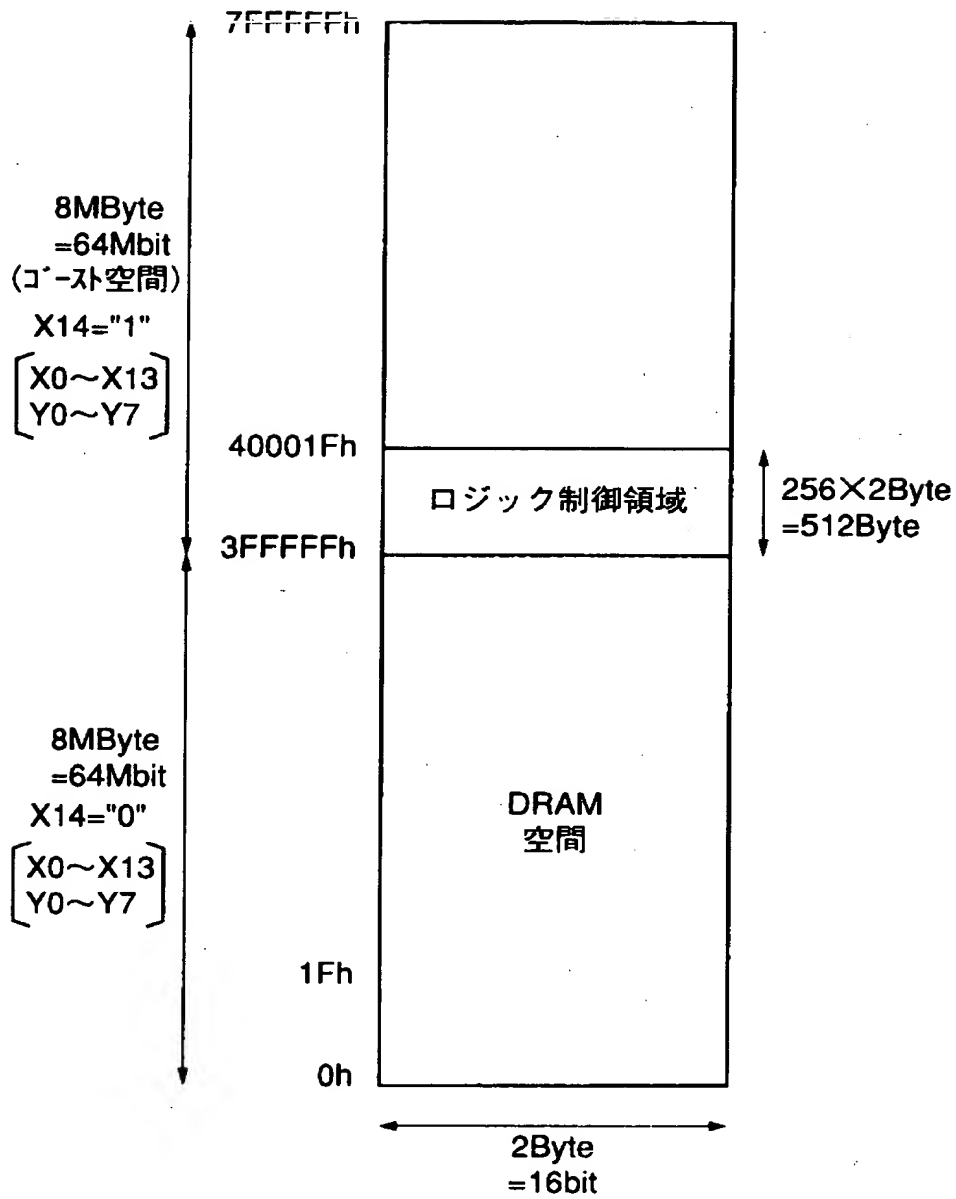 7FFFFFh
8MByte
=64Mbit
(ゴースト空間)
X14="1"
X0～X13
Y0～Y7
40001Fh
ロジック制御領域
256×2Byte
=512Byte
3FFFFFh
8MByte
=64Mbit
X14="0"
X0～X13
Y0～Y7
DRAM
空間
1Fh
0h
2Byte
=16bit